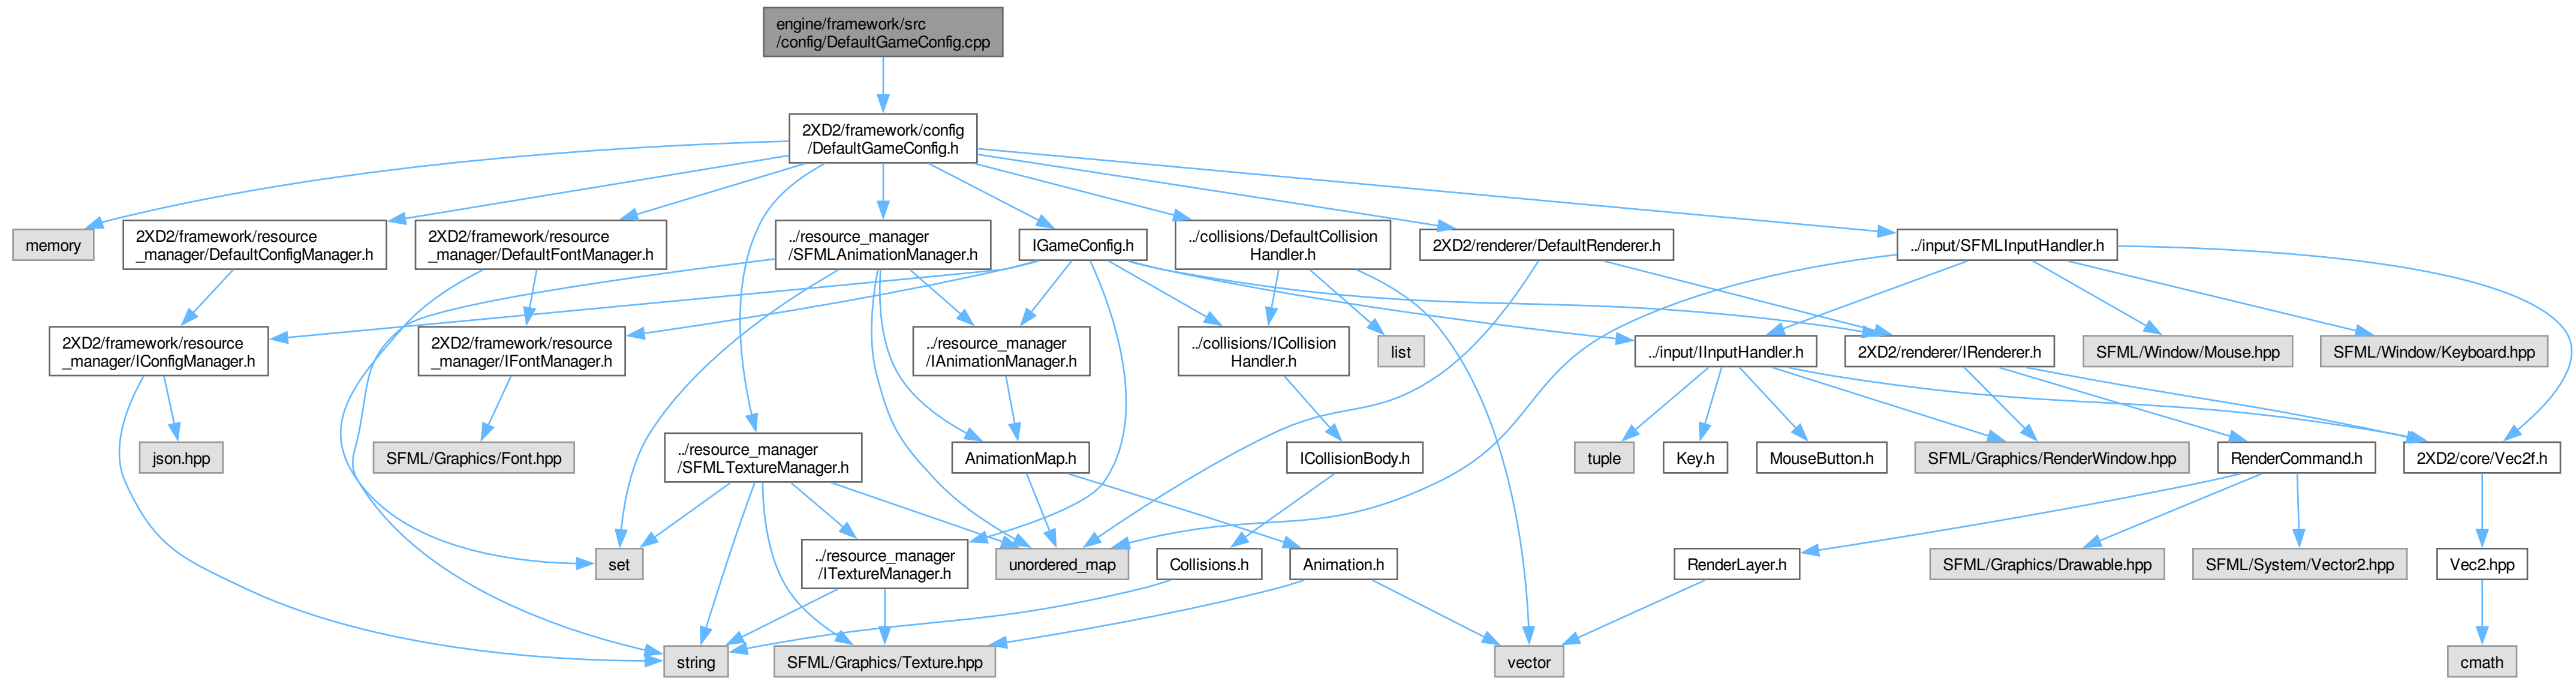 engine/framework/src
/config/DefaultGameConfig.cpp
2XD2/framework/config
/DefaultGameConfig.h
memory
2XD2/framework/resource
_manager/DefaultConfigManager.h
2XD2/framework/resource
_manager/DefaultFontManager.h
../resource_manager
/SFMLAnimationManager.h
IGameConfig.h
../collisions/DefaultCollision
Handler.h
2XD2/renderer/DefaultRenderer.h
../input/SFMLInputHandler.h
2XD2/framework/resource
_manager/IConfigManager.h
2XD2/framework/resource
_manager/IFontManager.h
../resource_manager
/IAnimationManager.h
../collisions/ICollision
Handler.h
list
../input/IInputHandler.h
2XD2/renderer/IRenderer.h
SFML/Window/Mouse.hpp
SFML/Window/Keyboard.hpp
json.hpp
SFML/Graphics/Font.hpp
../resource_manager
/SFMLTextureManager.h
AnimationMap.h
ICollisionBody.h
tuple
Key.h
MouseButton.h
SFML/Graphics/RenderWindow.hpp
RenderCommand.h
2XD2/core/Vec2f.h
set
../resource_manager
/ITextureManager.h
unordered_map
Collisions.h
Animation.h
RenderLayer.h
SFML/Graphics/Drawable.hpp
SFML/System/Vector2.hpp
Vec2.hpp
string
SFML/Graphics/Texture.hpp
vector
cmath